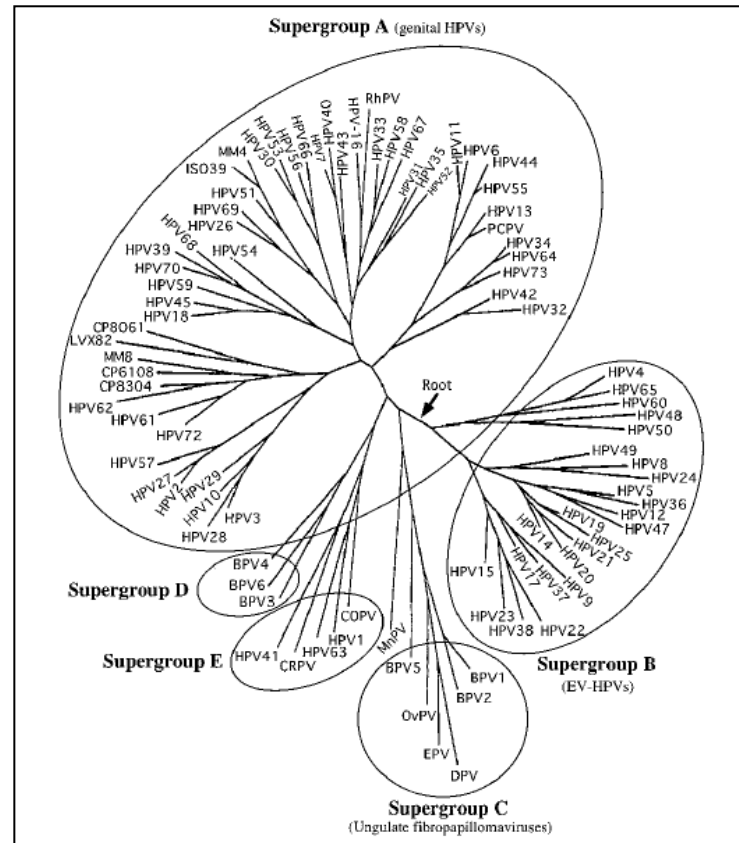 Supergroup A (genital HPVs)
RhPV
HPV-16
HPV40
HPV43
HPV7
HPV66
HPV56
HPV53
HPV30
MM4
ISO39
HPV33
HPV58
HPV67
HPV31
HPV35
HPV52
HPV11
HPV6
HPV44
HPV55
HPV13
PCPV
HPV34
HPV64
HPV73
HPV42
HPV32
HPV51
HPV69
HPV26
HPV68
HPV54
HPV39
HPV70
HPV59
HPV45
HPV18
CP8061
LVX82
MM8
CP6108
CP8304
HPV62
HPV61
HPV72
HPV57
HPV27
HPV2
HPV29
HPV10
HPV3
HPV28
Root
HPV4
HPV65
HPV60
HPV48
HPV50
HPV49
HPV8
HPV24
HPV5
HPV36
HPV12
HPV47
HPV19
HPV25
HPV14
HPV21
HPV20
HPV15
HPV17
HPV37
HPV9
HPV23
HPV38
HPV22
BPV4
BPV6
BPV3
Supergroup D
COPV
HPV1
HPV63
HPV41
CRPV
Supergroup E
MnPV
BPV5
BPV1
BPV2
OvPV
EPV
DPV
Supergroup B
(EV-HPVs)
Supergroup C
(Ungulate fibropapillomaviruses)